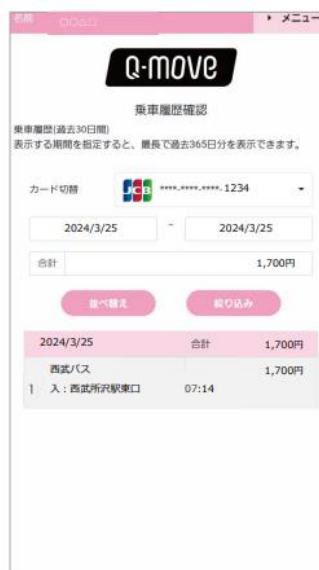 名前 ○○△□ ▶ メニュー
Q-move
乗車履歴確認
乗車履歴(過去30日間)
表示する期間を指定すると、最長で過去365日分を表示できます。
カード切替 JCB ****-****-****-1234
2024/3/25 ~ 2024/3/25
合計 1,700円
並べ替え 絞り込み
2024/3/25 合計 1,700円
西武バス 1,700円
1 入:西武所沢駅東口 07:14